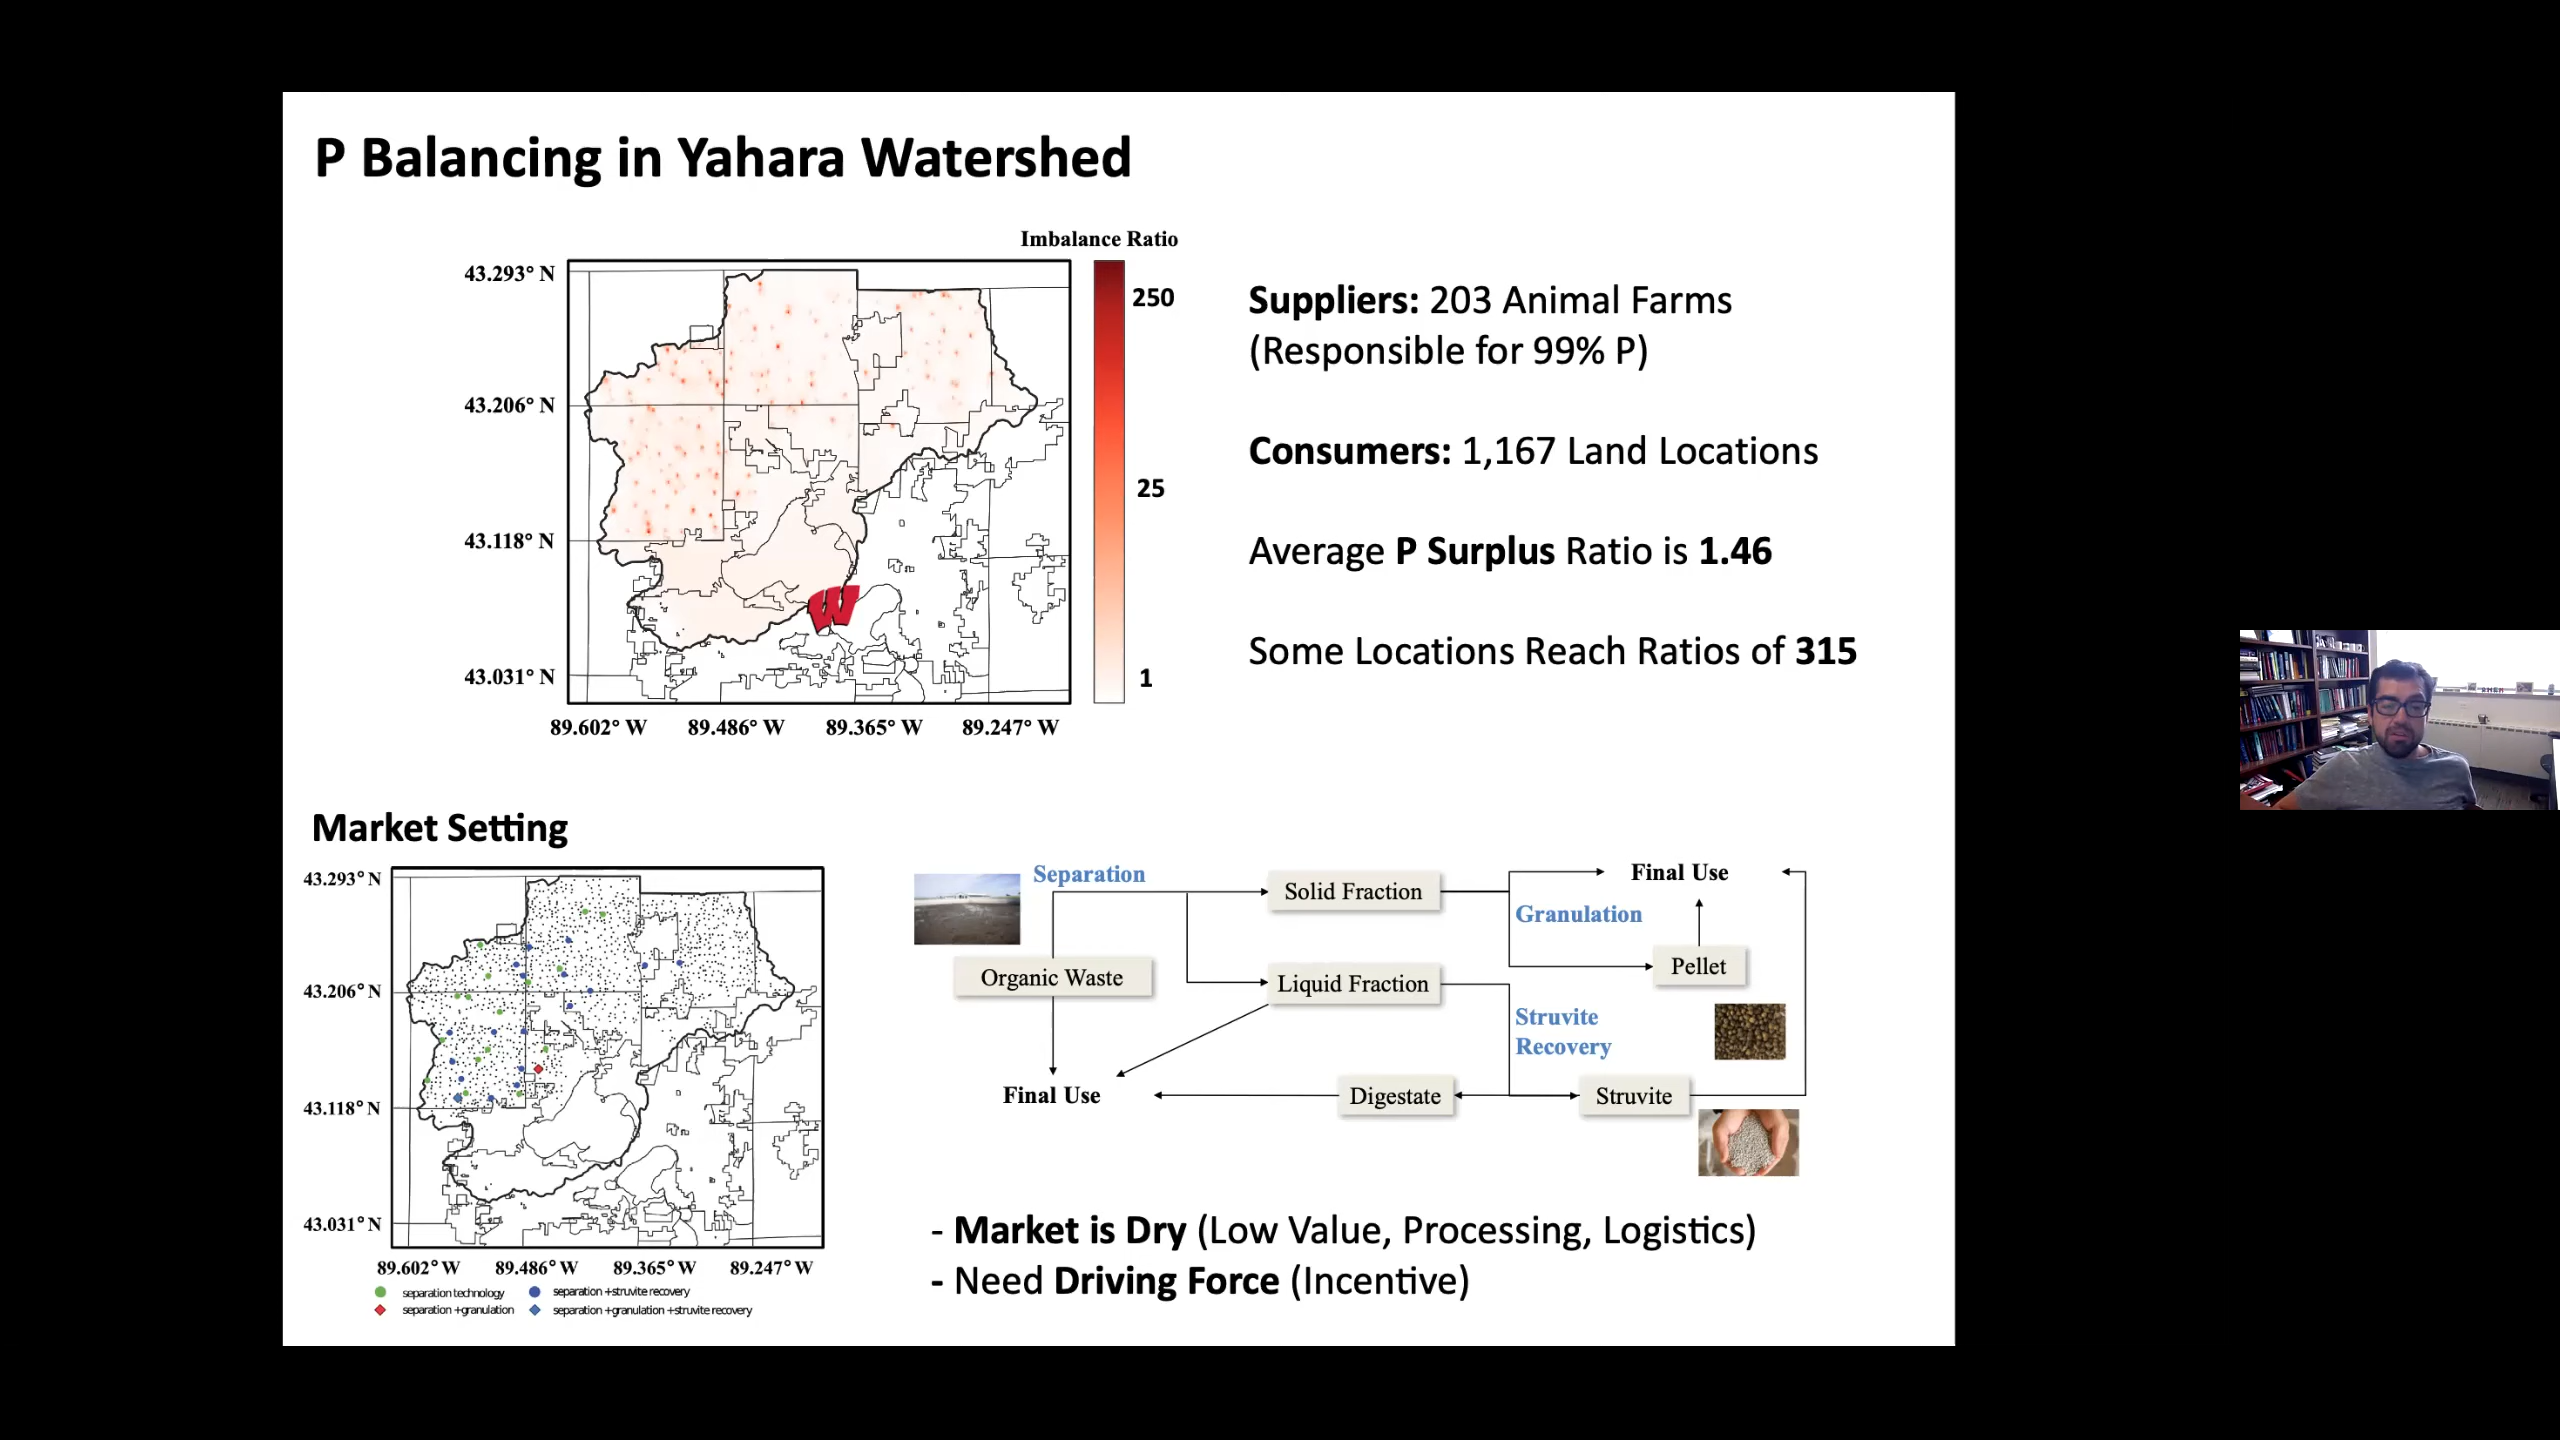 P Balancing in Yahara Watershed
Imbalance Ratio
43.293° N
43.206° N
43.118° N
43.031° N
89.602° W 89.486° W 89.365° W 89.247° W
250
25
1
W
Suppliers: 203 Animal Farms
(Responsible for 99% P)
Consumers: 1,167 Land Locations
Average P Surplus Ratio is 1.46
Some Locations Reach Ratios of 315
Market Setting
43.293° N
43.206° N
43.118° N
43.031° N
89.602° W 89.486° W 89.365° W 89.247° W
separation technology
separation +struvite recovery
separation +granulation
separation +granulation +struvite recovery
Separation
Solid Fraction
Final Use
Granulation
Organic Waste
Liquid Fraction
Pellet
Struvite
Recovery
Final Use
Digestate
Struvite
- Market is Dry (Low Value, Processing, Logistics)
- Need Driving Force (Incentive)